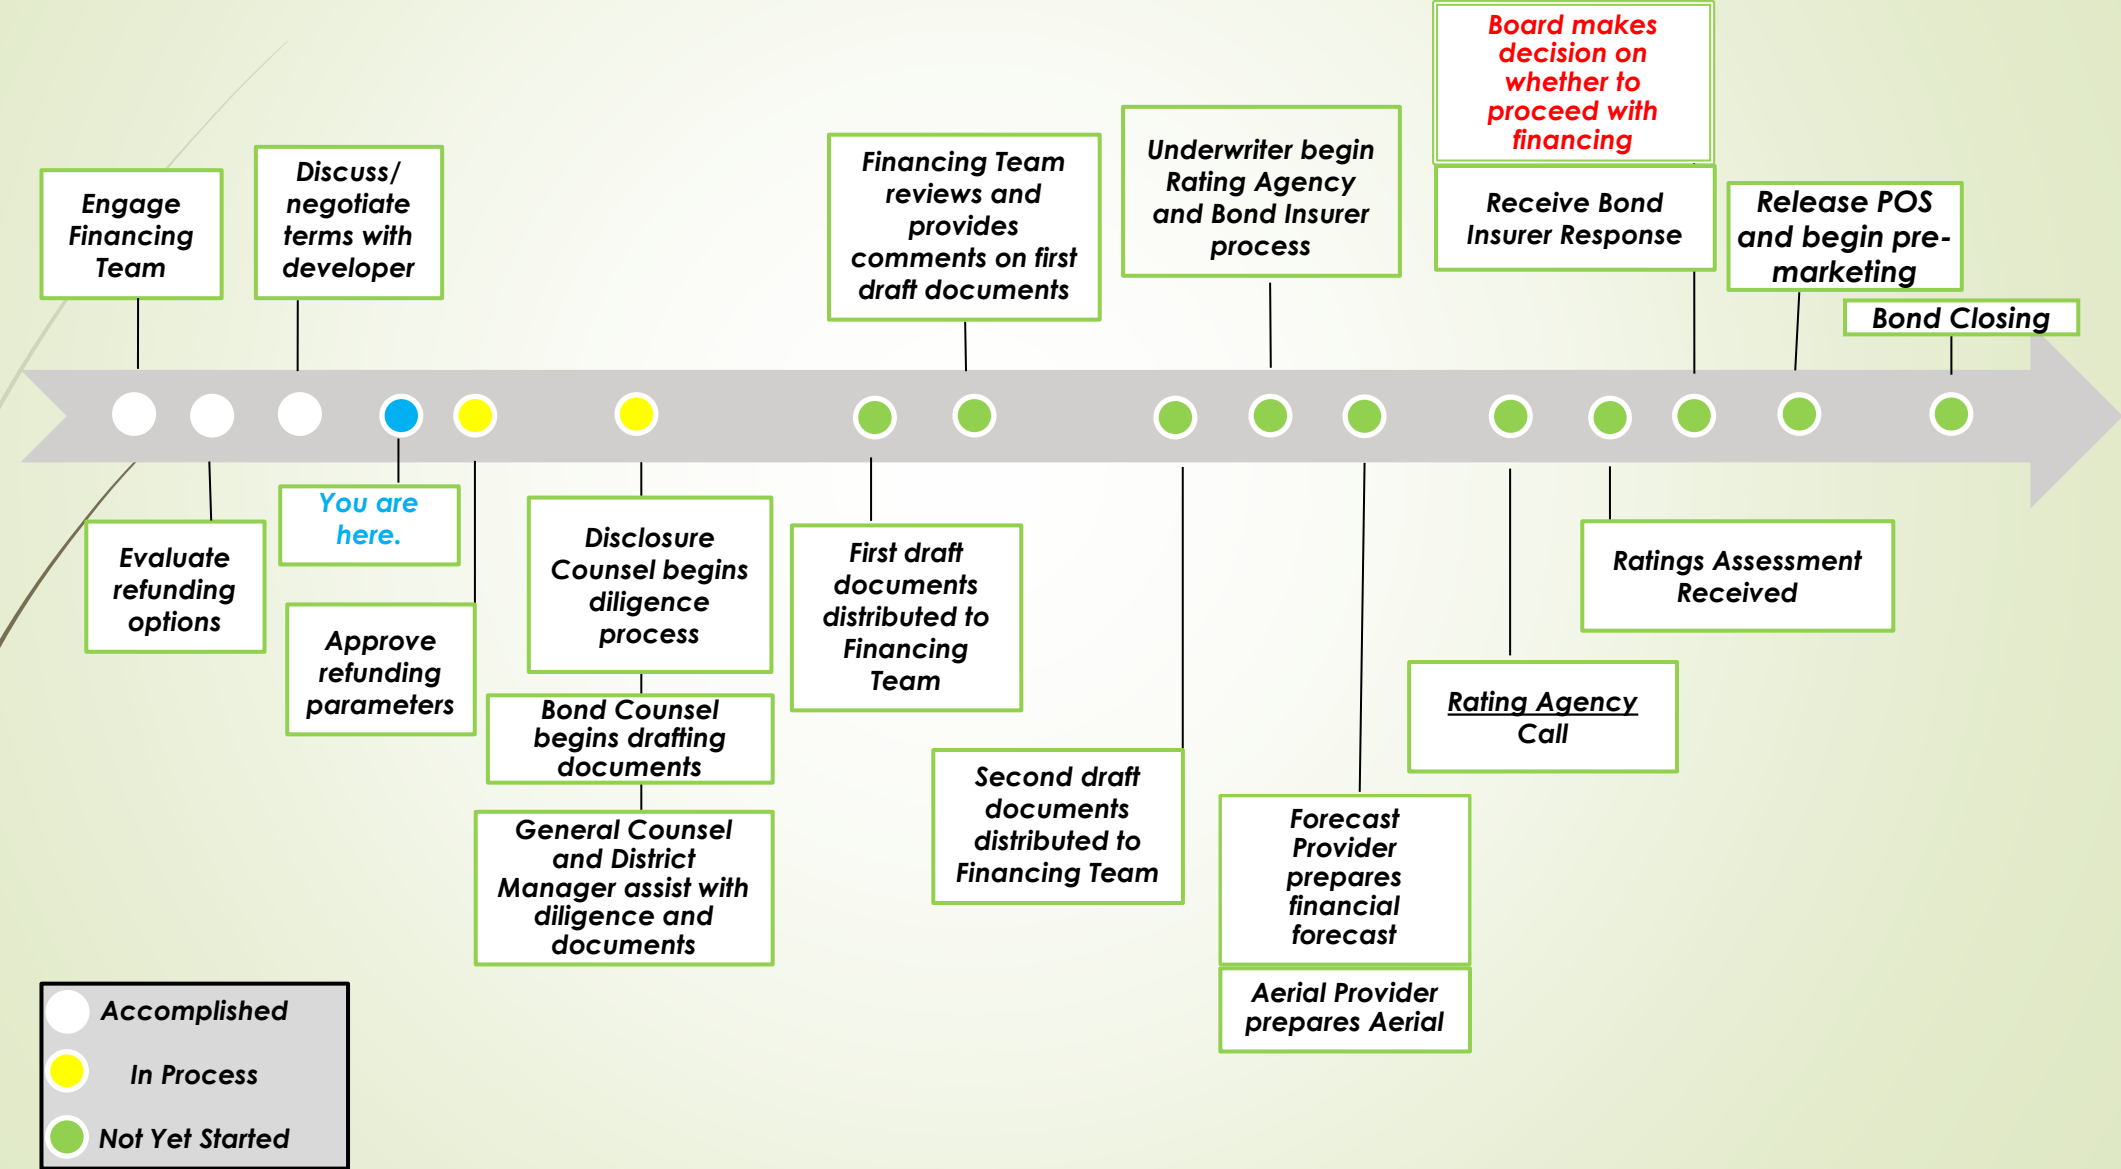 Board makes
decision on
whether to
proceed with
financing
Engage
Financing
Team
Discuss/
negotiate
terms with
developer
Financing Team
reviews and
provides
comments on first
draft documents
Underwriter begin
Rating Agency
and Bond Insurer
process
Receive Bond
Insurer Response
Release POS
and begin pre-
marketing
Bond Closing
You are
here.
Evaluate
refunding
options
Approve
refunding
parameters
Disclosure
Counsel begins
diligence
process
Bond Counsel
begins drafting
documents
General Counsel
and District
Manager assist with
diligence and
documents
First draft
documents
distributed to
Financing
Team
Second draft
documents
distributed to
Financing Team
Forecast
Provider
prepares
financial
forecast
Aerial Provider
prepares Aerial
Rating Agency
Call
Ratings Assessment
Received
Accomplished
In Process
Not Yet Started